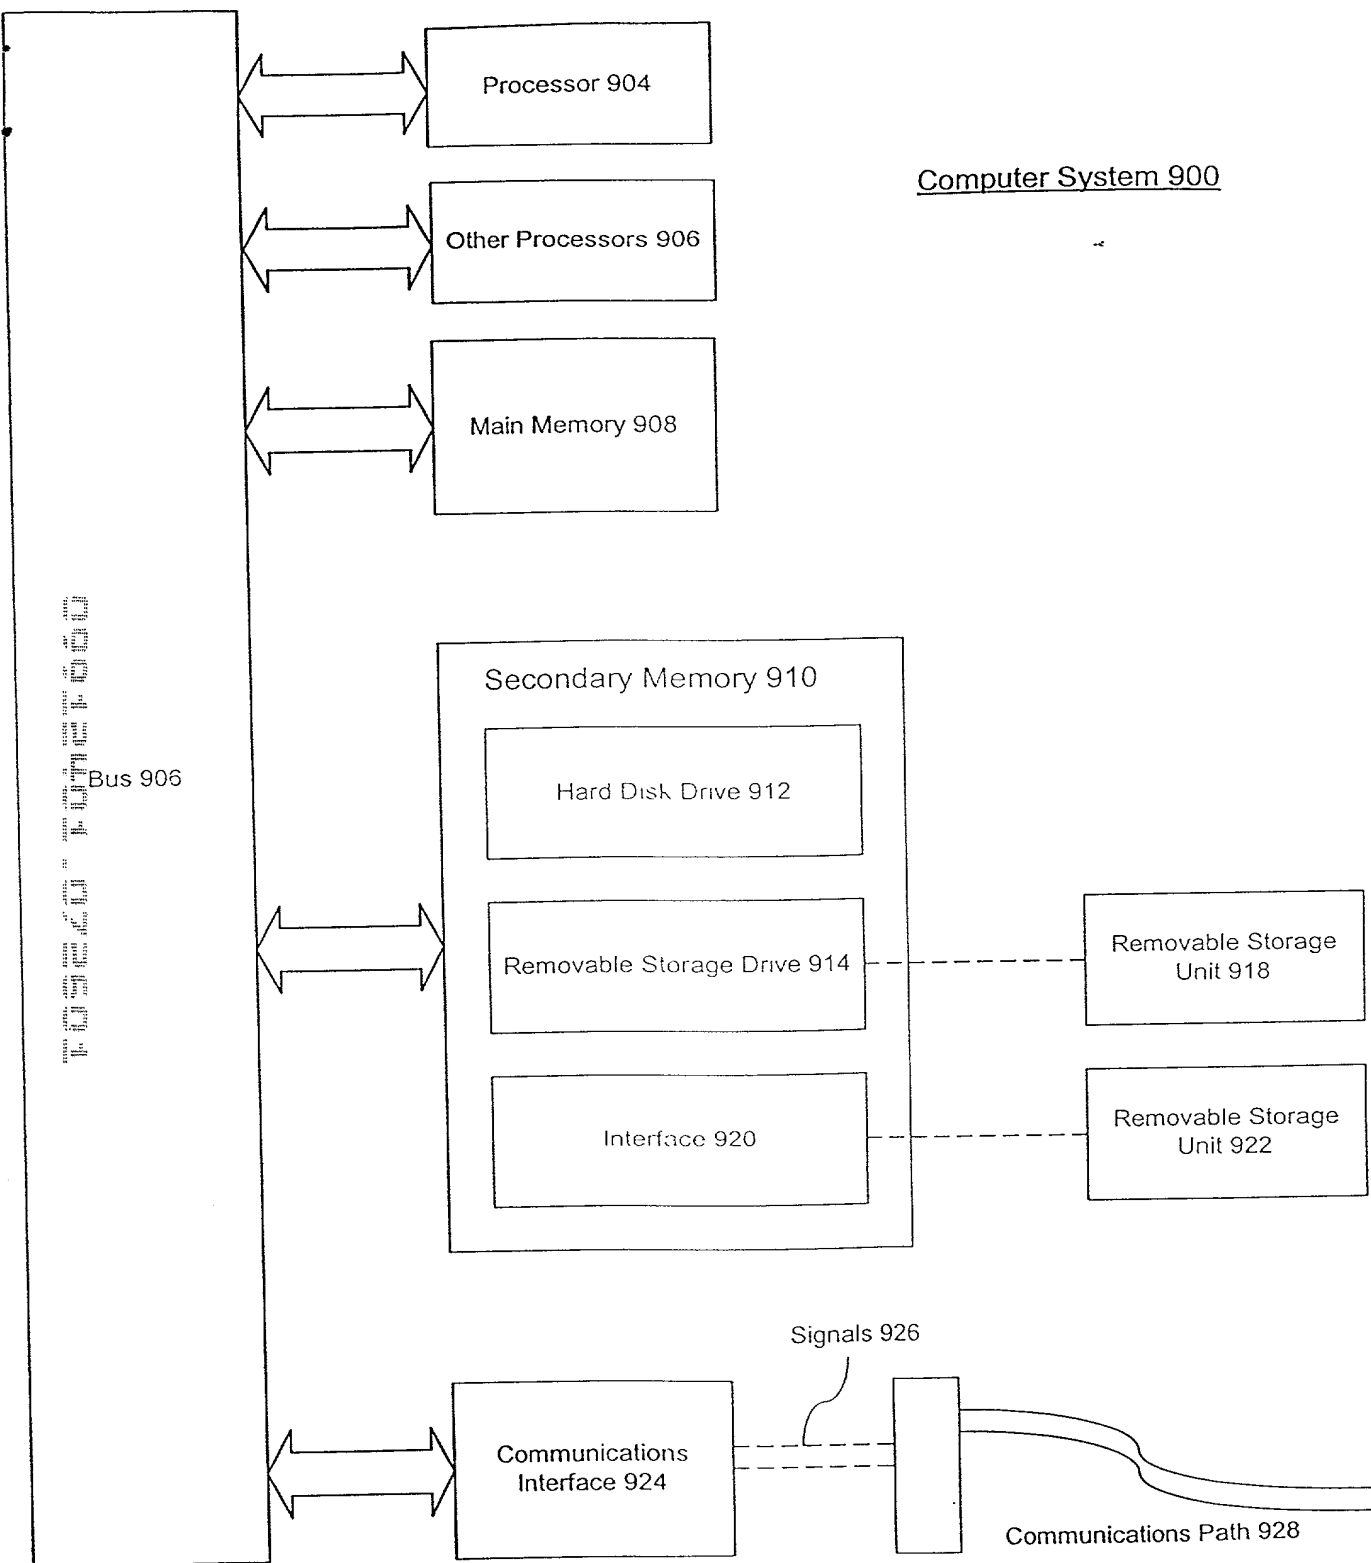 Processor 904
Computer System 900
Other Processors 906
Main Memory 908
Secondary Memory 910
Hard Disk Drive 912
Bus 906
Removable Storage Drive 914
Removable Storage
Unit 918
Interface 920
Removable Storage
Unit 922
Signals 926
Communications
Interface 924
Communications Path 928